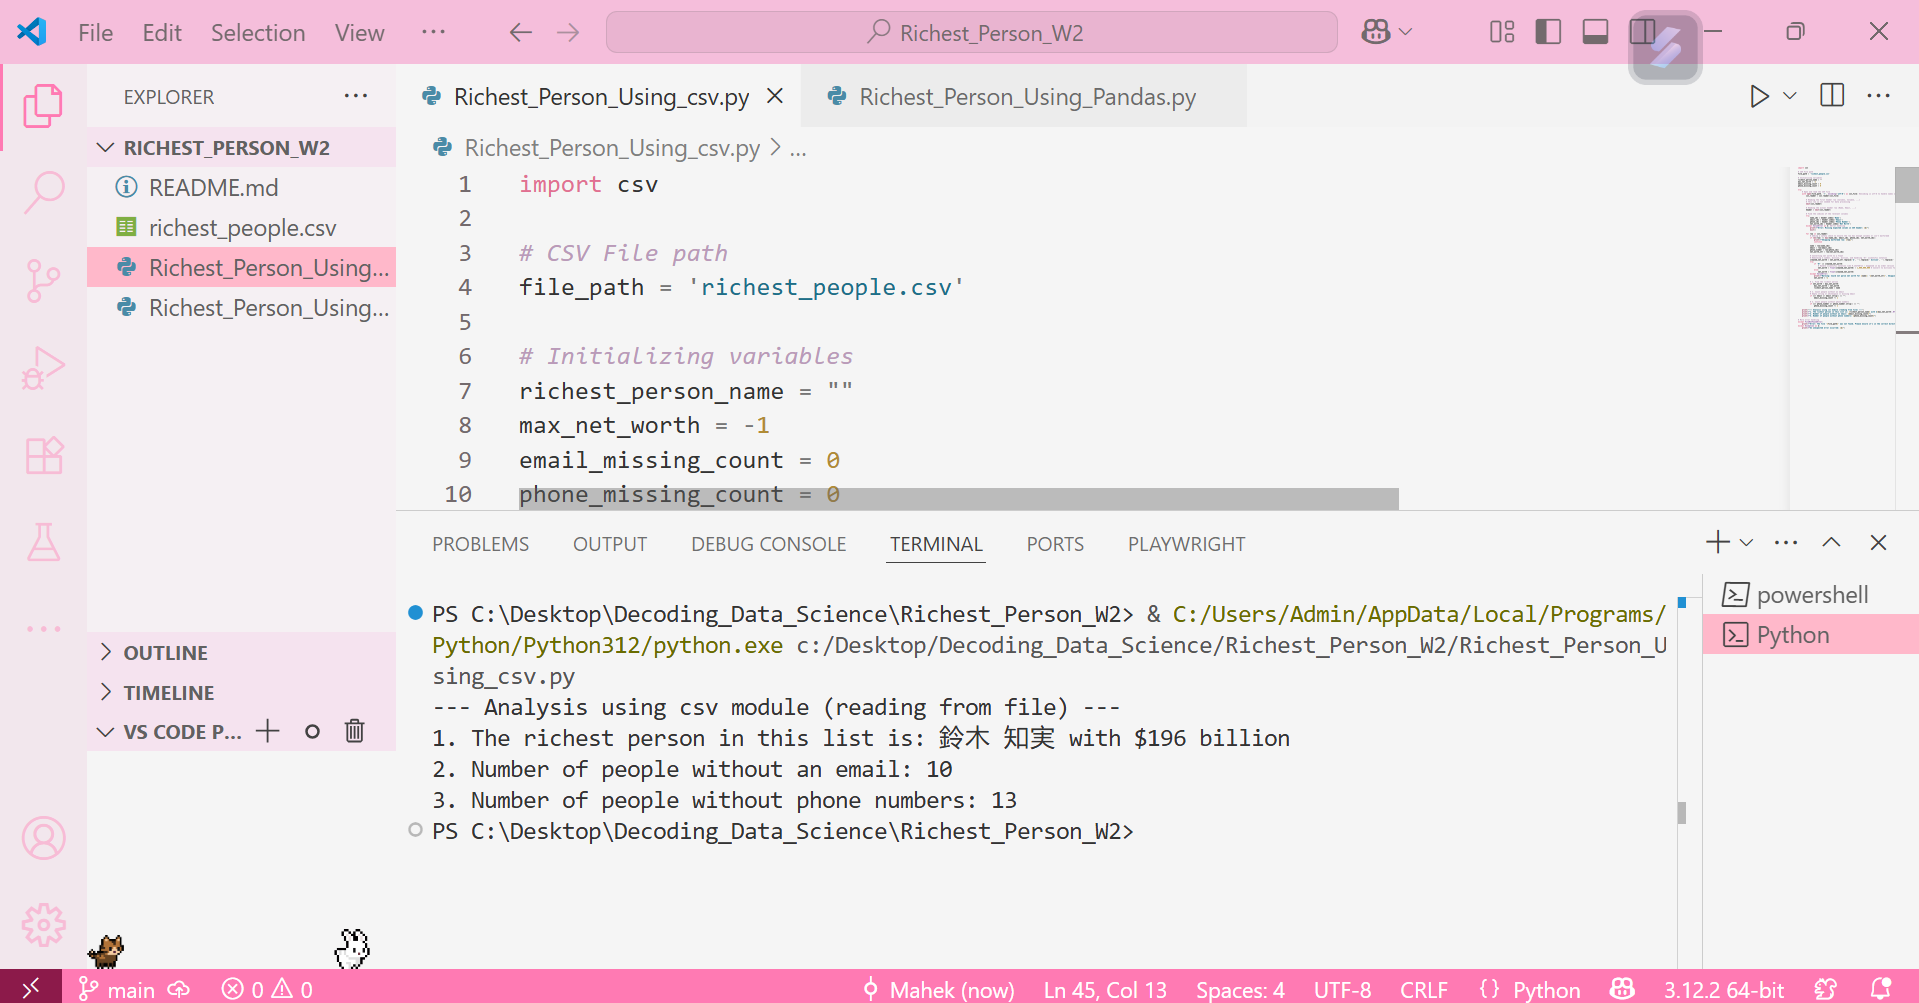 File Edit Selection View ... Richest_Person_W2
EXPLORER ...
RICHEST_PERSON_W2
README.md
richest_people.csv
Richest_Person_Using...
Richest_Person_Using...
OUTLINE
TIMELINE
VS CODE P...
Richest_Person_Using_csv.py Richest_Person_Using_Pandas.py
Richest_Person_Using_csv.py > ...
1 import csv
2
3 # CSV File path
4 file_path = 'richest_people.csv'
5
6 # Initializing variables
7 richest_person_name = ""
8 max_net_worth = -1
9 email_missing_count = 0
10 phone_missing_count = 0
PROBLEMS OUTPUT DEBUG CONSOLE TERMINAL PORTS PLAYWRIGHT
PS C:\Desktop\Decoding_Data_Science\Richest_Person_W2> & C:/Users/Admin/AppData/Local/Programs/
Python/Python312/python.exe c:/Desktop/Decoding_Data_Science/Richest_Person_W2/Richest_Person_U
sing_csv.py
--- Analysis using csv module (reading from file) ---
1. The richest person in this list is: 鈴木 知実 with $196 billion
2. Number of people without an email: 10
3. Number of people without phone numbers: 13
PS C:\Desktop\Decoding_Data_Science\Richest_Person_W2>
powershell
Python
main 0 0 Mahek (now) Ln 45, Col 13 Spaces: 4 UTF-8 CRLF {} Python 3.12.2 64-bit